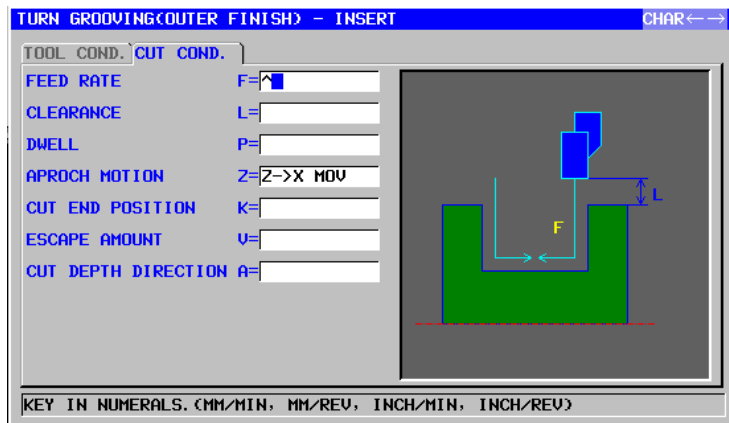 TURN GROOVING(OUTER FINISH) - INSERT CHAR←→
TOOL COND. CUT COND.
FEED RATE F=^
CLEARANCE L=
DWELL P=
APROCH MOTION Z=Z->X MOV
CUT END POSITION K=
ESCAPE AMOUNT V=
CUT DEPTH DIRECTION A=
L
F
KEY IN NUMERALS.(MM/MIN, MM/REV, INCH/MIN, INCH/REV)